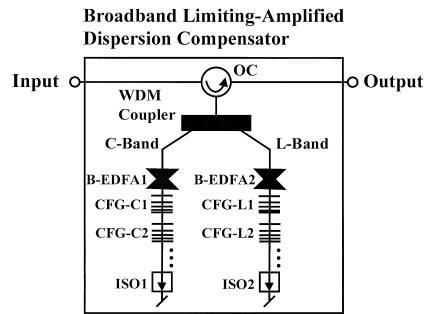 Broadband Limiting-Amplified
Dispersion Compensator
OC
Input
Output
WDM
Coupler
C-Band
L-Band
B-EDFA1
B-EDFA2
CFG-C1
CFG-L1
CFG-C2
CFG-L2
ISO1
ISO2